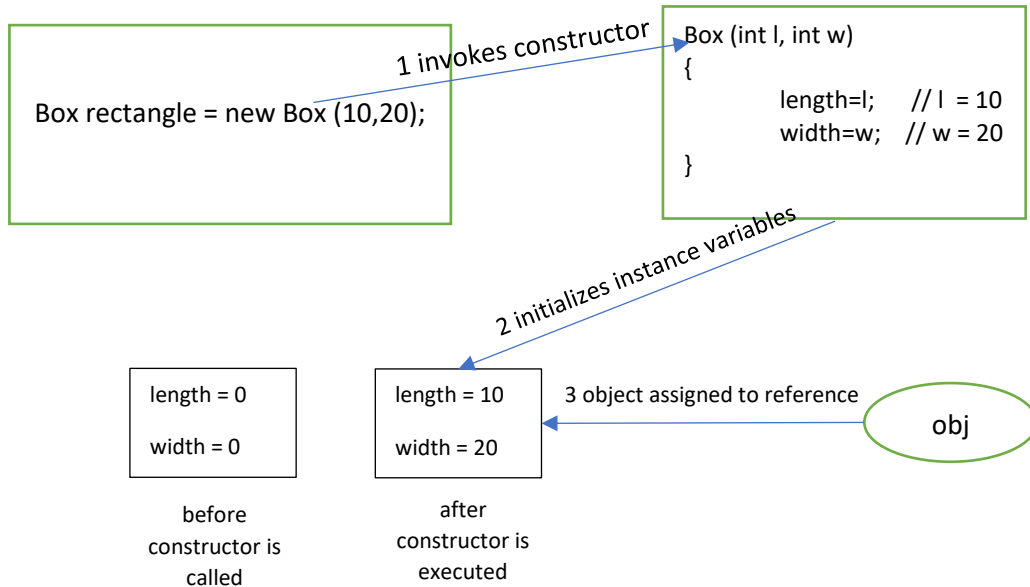 Box rectangle = new Box (10,20);
1 invokes constructor
Box (int l, int w)
{
length=l; // l = 10
width=w; // w = 20
}
2 initializes instance variables
length = 0
width = 0
before
constructor is
called
length = 10
width = 20
after
constructor is
executed
3 object assigned to reference
obj